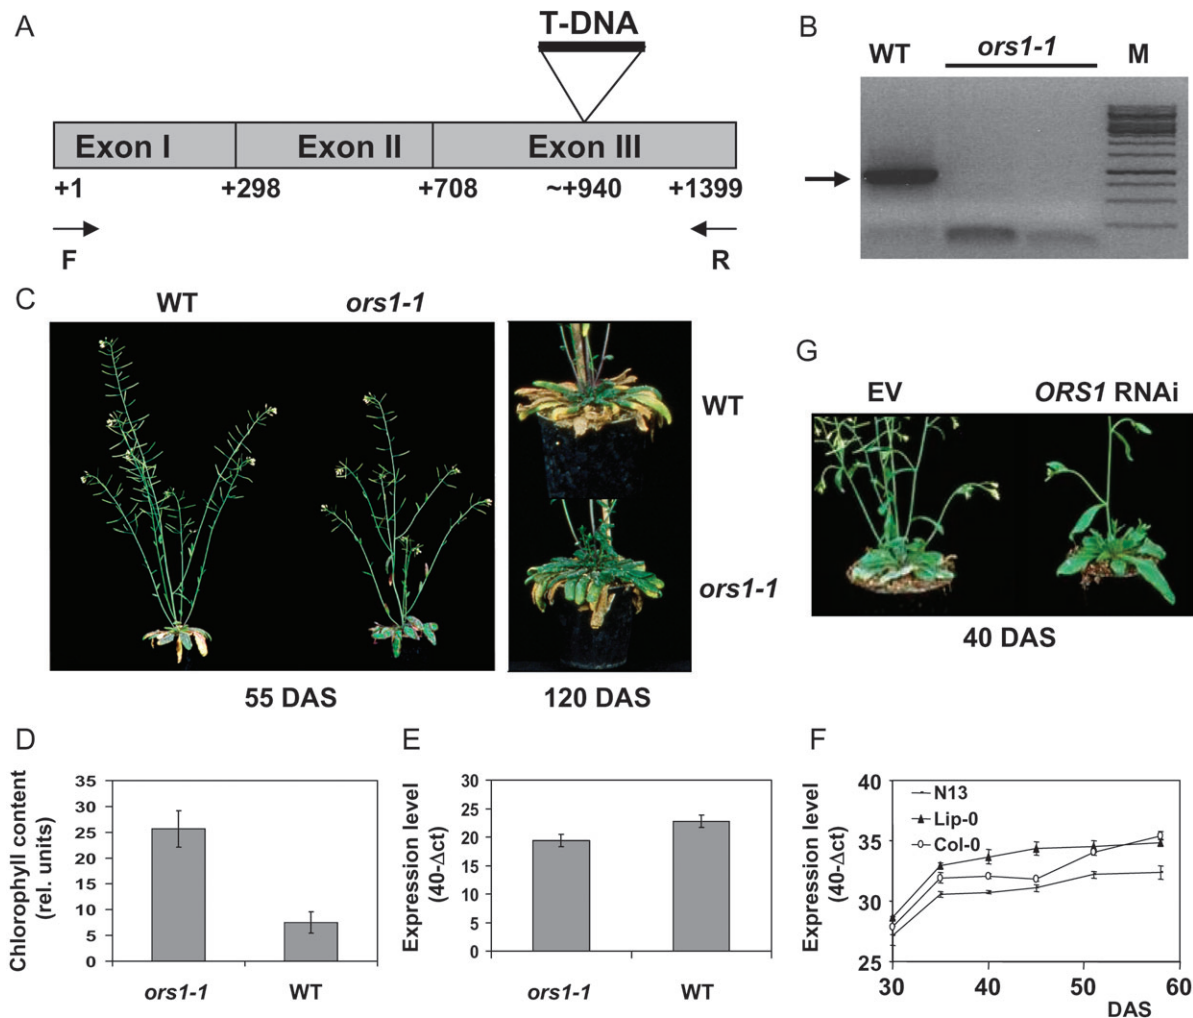 A
T-DNA
Exon I Exon II Exon III
+1 +298 +708 ~+940 +1399
F R
B
WT ors1-1 M
C
WT ors1-1
WT
ors1-1
55 DAS 120 DAS
G
EV ORS1 RNAi
40 DAS
D
Chlorophyll content
(rel. units)
35
30
25
20
15
10
5
0
ors1-1 WT
E
Expression level
(40-Δct)
30
25
20
15
10
5
0
ors1-1 WT
F
Expression level
(40-Δct)
40
35
30
25
N13
Lip-0
Col-0
30 40 50 60
DAS